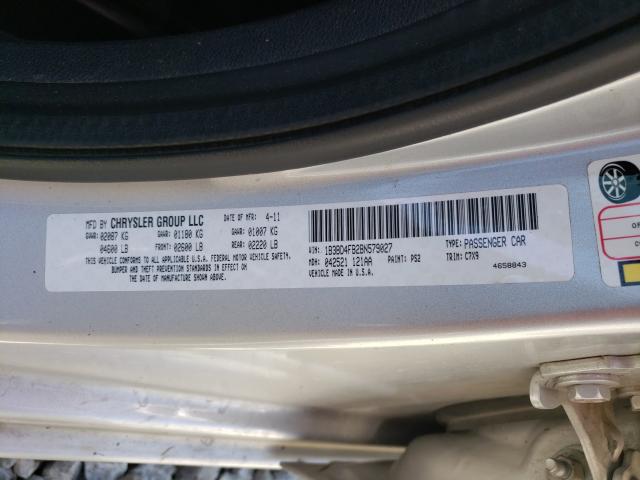 MFD BY CHRYSLER GROUP LLC
DATE OF MFR: 4-11
GVWR: 02087 KG
04600 LB
GAWR: 01180 KG
FRONT: 02600 LB
GAWR: 01007 KG
REAR: 02220 LB
THIS VEHICLE CONFORMS TO ALL APPLICABLE U.S.A. FEDERAL MOTOR VEHICLE SAFETY,
BUMPER AND THEFT PREVENTION STANDARDS IN EFFECT ON
THE DATE OF MANUFACTURE SHOWN ABOVE.
VIN: 1B3BD4FB2BN579027
TYPE: PASSENGER CAR
MDH: 042521 121AA
PAINT: PS2
TRIM: C7X9
VEHICLE MADE IN U.S.A.
4658843